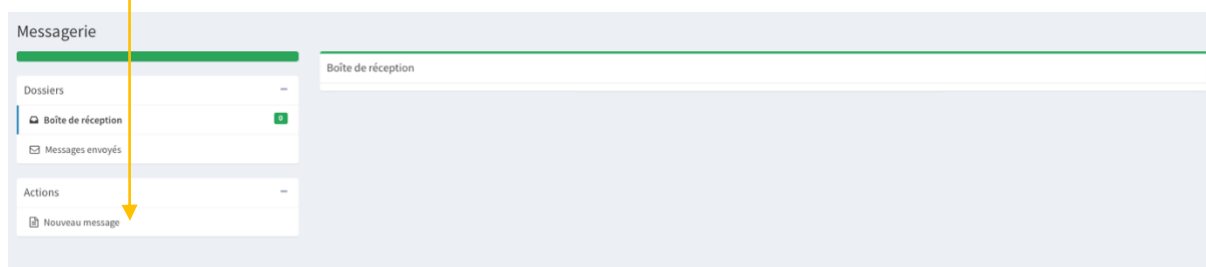 Messagerie
Dossiers
Boîte de réception 0
Messages envoyés
Actions
Nouveau message
Boîte de réception